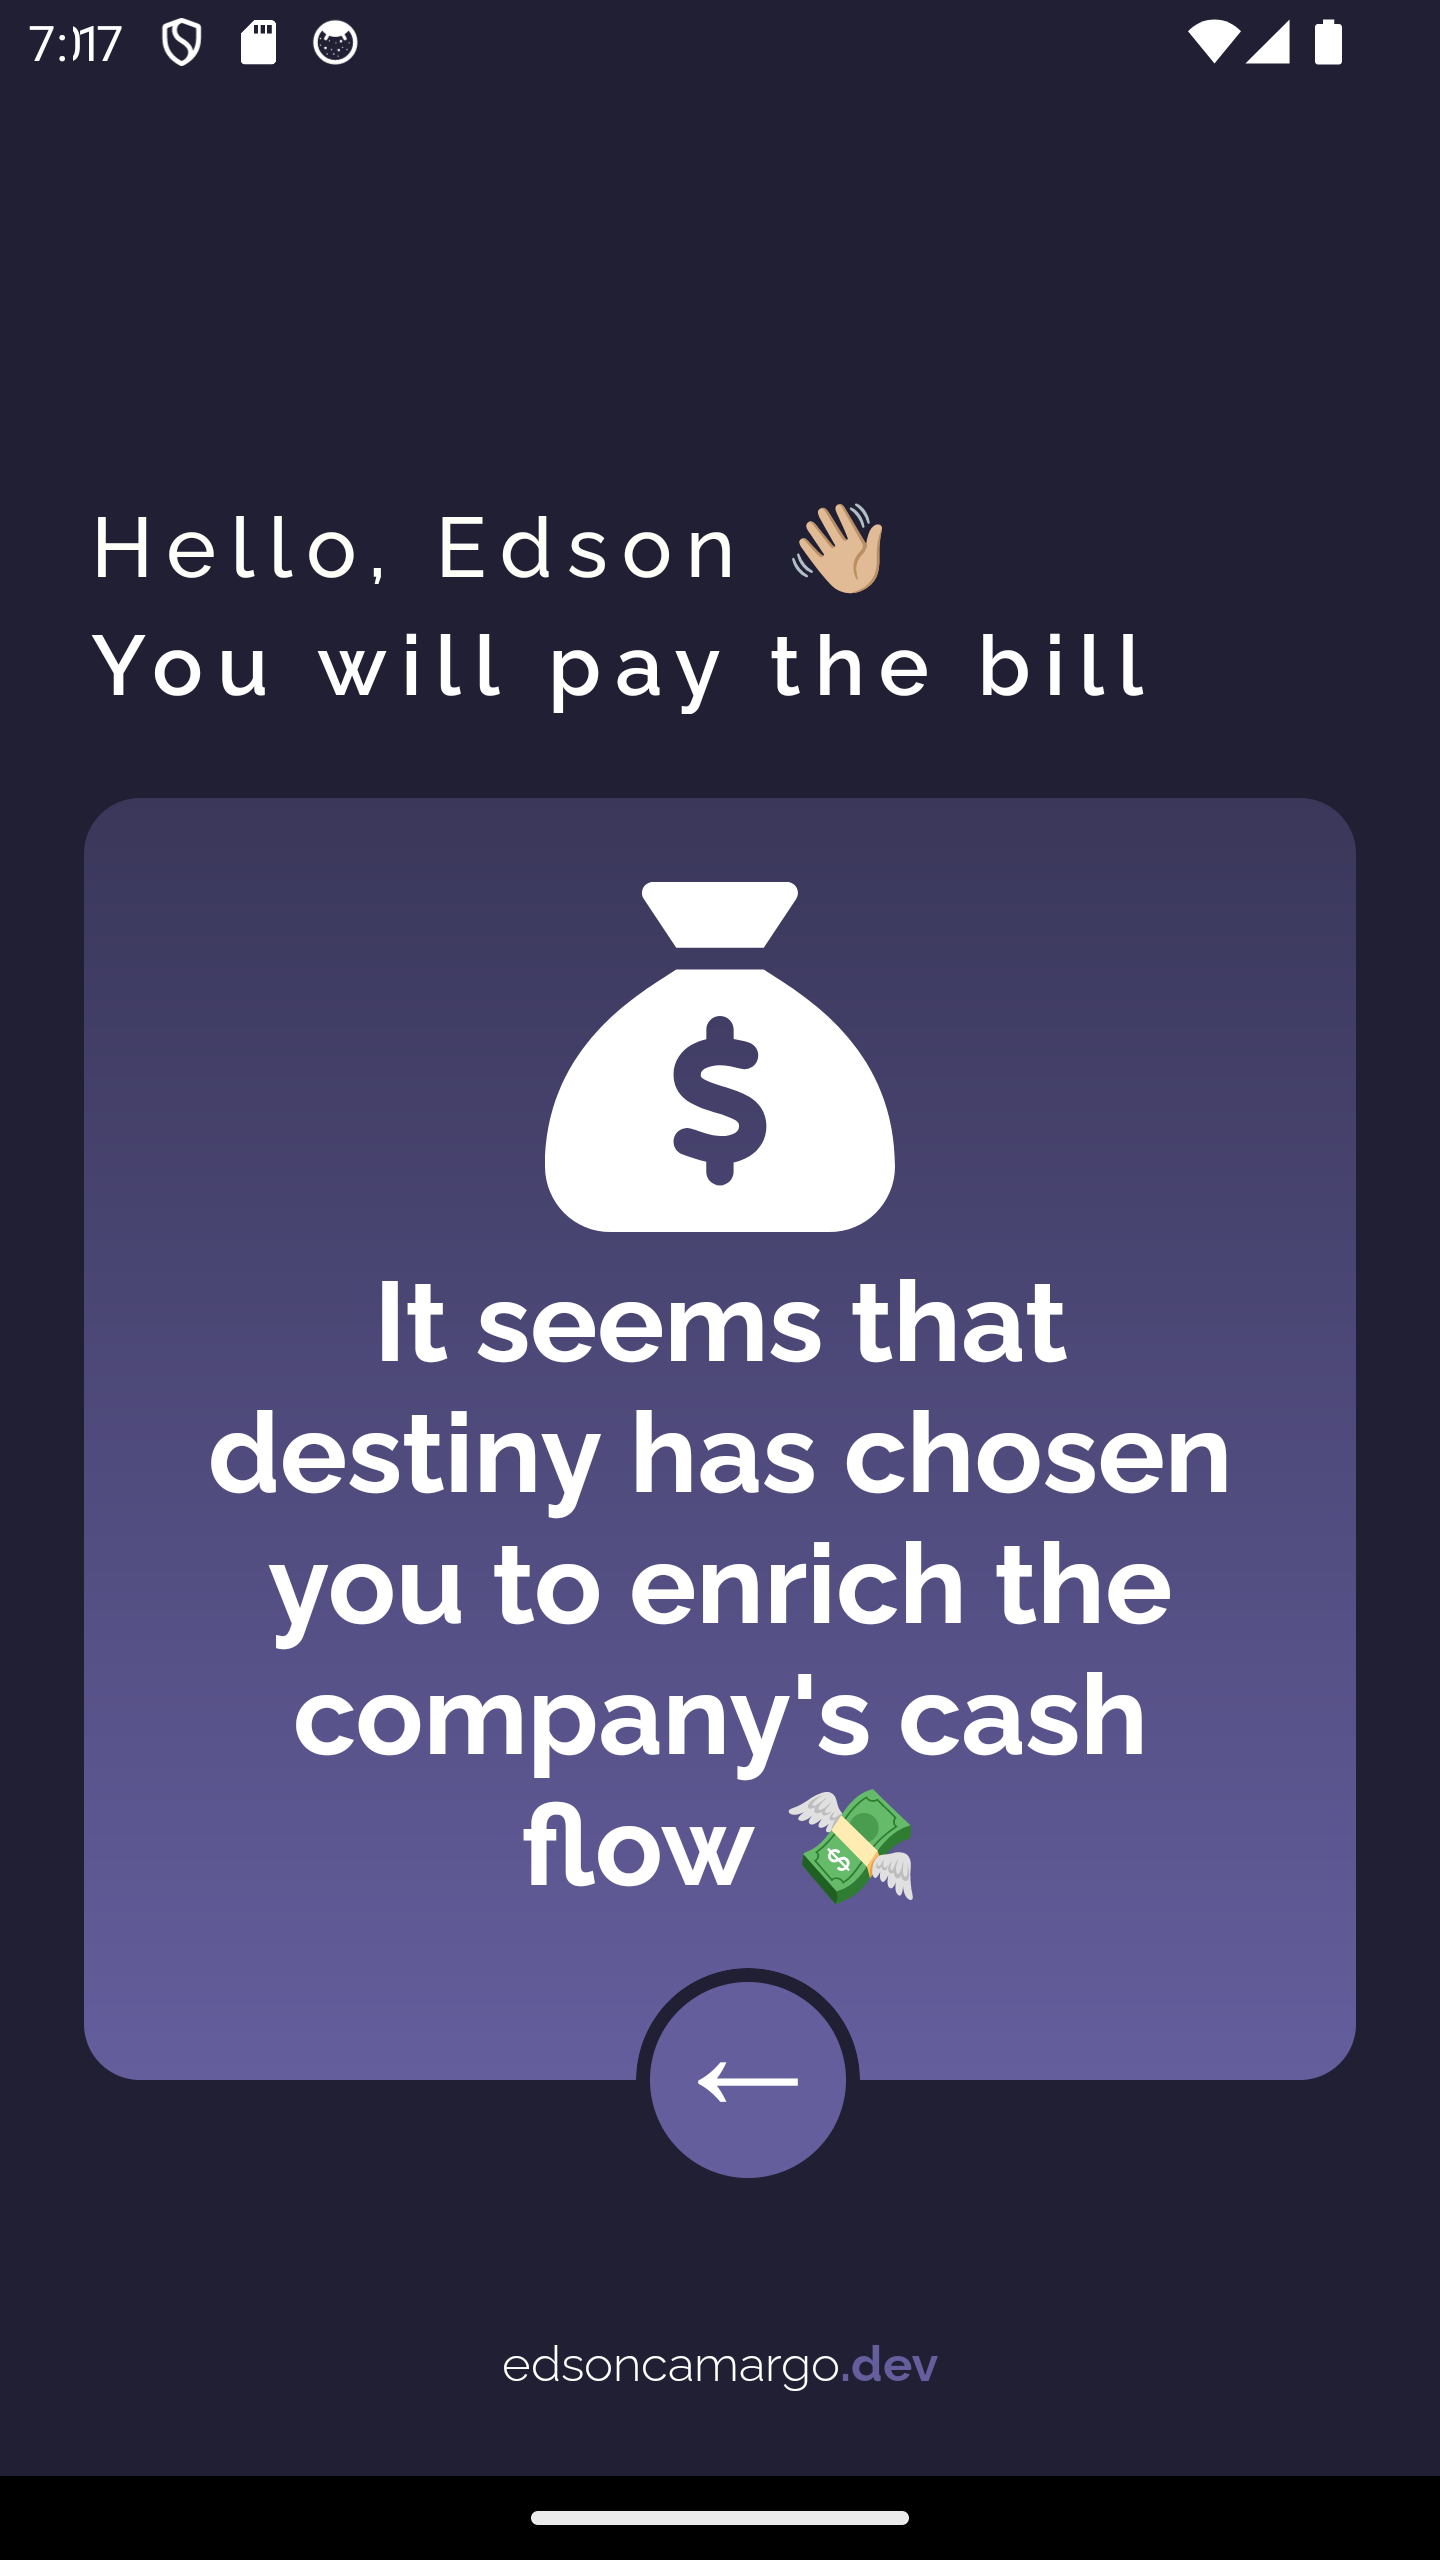 7:17
Hello, Edson 👋🏼
You will pay the bill
$
It seems that
destiny has chosen
you to enrich the
company's cash
flow 💸
←
edsoncamargo.dev